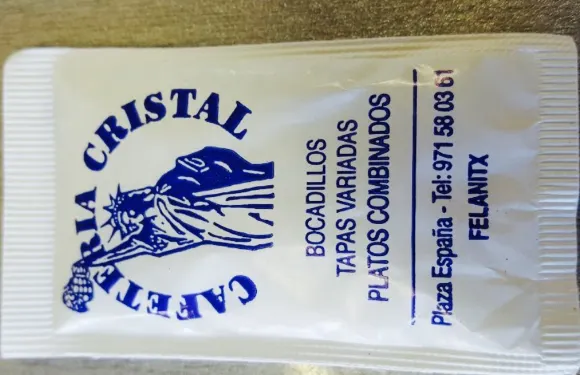 CAFETERIA CRISTAL
BOCADILLOS
TAPAS VARIADAS
PLATOS COMBINADOS
Plaza España - Tel: 971 58 03 61
FELANITX